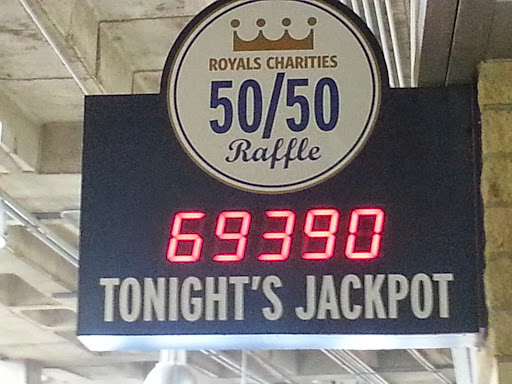 ROYALS CHARITIES
50/50
Raffle
69390
TONIGHT'S JACKPOT